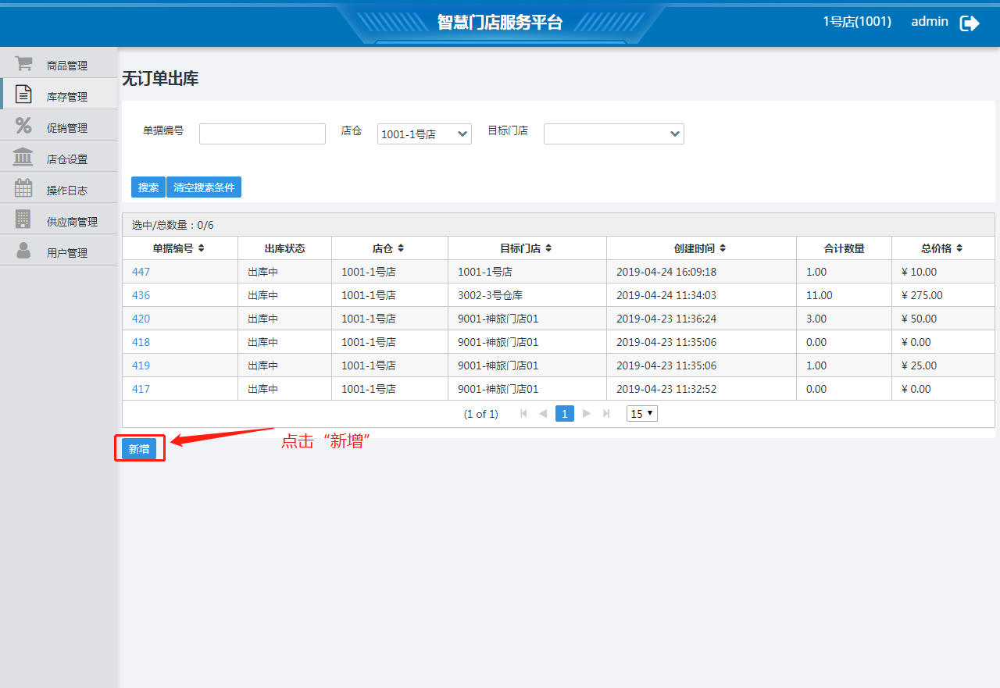 智慧门店服务平台
1号店(1001) admin
商品管理
库存管理
促销管理
店仓设置
操作日志
供应商管理
用户管理
无订单出库
单据编号 店仓 1001-1号店 目标门店
搜索 清空搜索条件
选中/总数量：0/6
单据编号 出库状态 店仓 目标门店 创建时间 合计数量 总价格
447 出库中 1001-1号店 1001-1号店 2019-04-24 16:09:18 1.00 ¥ 10.00
436 出库中 1001-1号店 3002-3号仓库 2019-04-24 11:34:03 11.00 ¥ 275.00
420 出库中 1001-1号店 9001-神旅门店01 2019-04-23 11:36:24 3.00 ¥ 50.00
418 出库中 1001-1号店 9001-神旅门店01 2019-04-23 11:35:06 0.00 ¥ 0.00
419 出库中 1001-1号店 9001-神旅门店01 2019-04-23 11:35:06 1.00 ¥ 25.00
417 出库中 1001-1号店 9001-神旅门店01 2019-04-23 11:32:52 0.00 ¥ 0.00
(1 of 1) 1 15
新增 点击“新增”